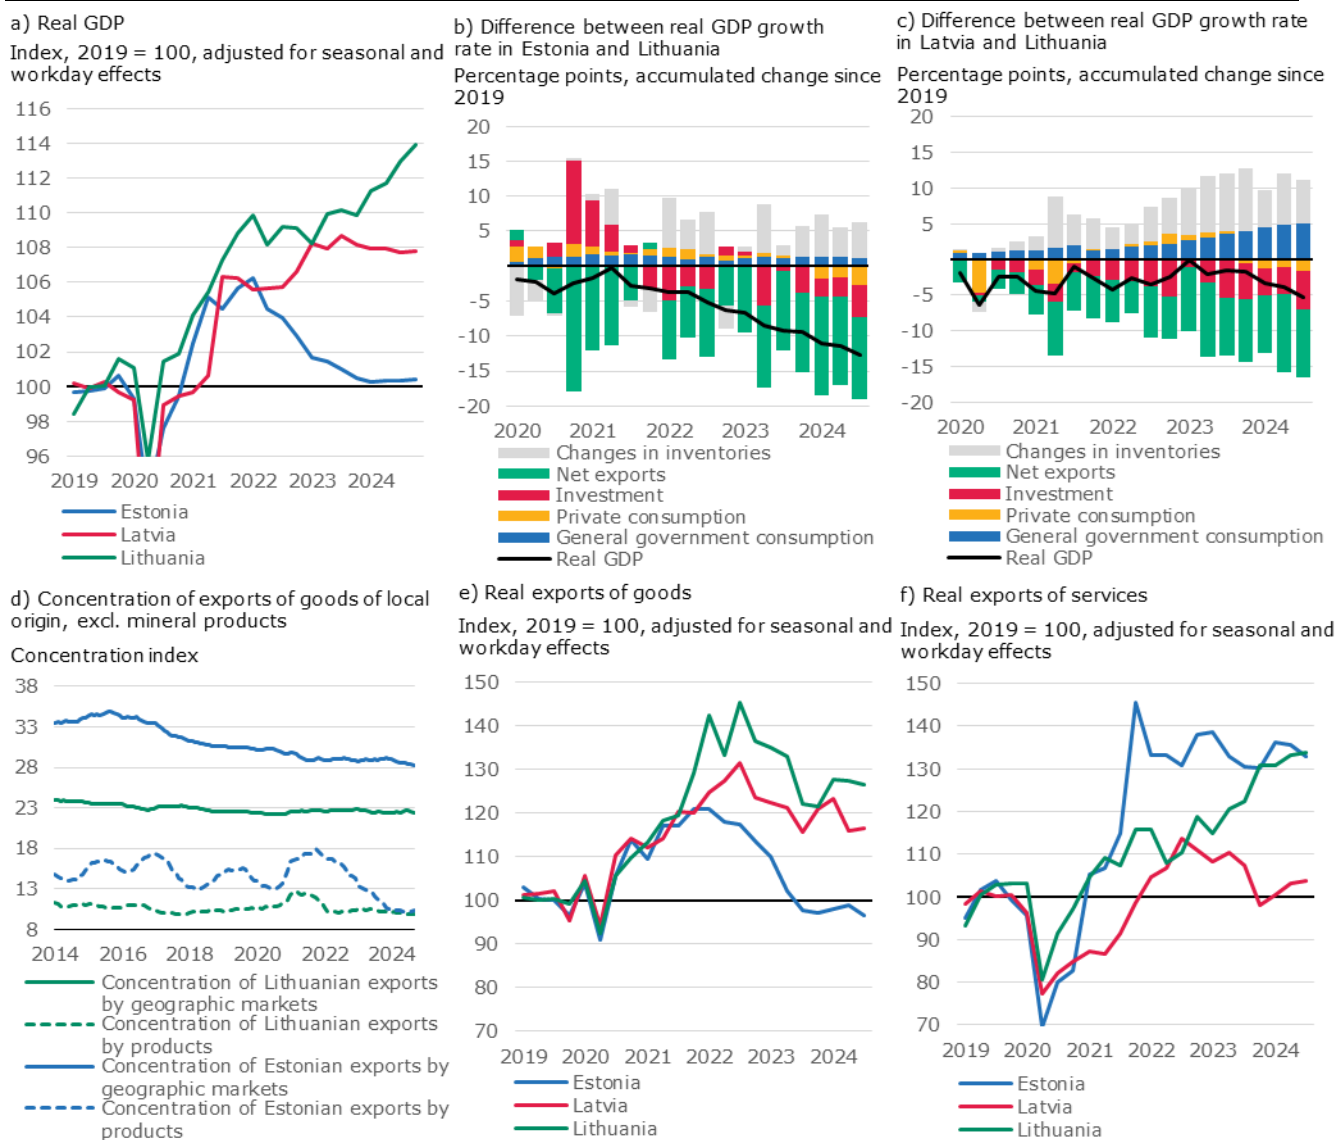 a) Real GDP
Index, 2019 = 100, adjusted for seasonal and
workday effects
116
114
112
110
108
106
104
102
100
98
96
2019 2020 2021 2022 2023 2024
Estonia
Latvia
Lithuania
b) Difference between real GDP growth
rate in Estonia and Lithuania
Percentage points, accumulated change since
2019
20
15
10
5
0
-5
-10
-15
-20
2020 2021 2022 2023 2024
Changes in inventories
Net exports
Investment
Private consumption
General government consumption
Real GDP
c) Difference between real GDP growth rate
in Latvia and Lithuania
Percentage points, accumulated change since
2019
20
15
10
5
0
-5
-10
-15
-20
2020 2021 2022 2023 2024
Changes in inventories
Net exports
Investment
Private consumption
General government consumption
Real GDP
d) Concentration of exports of goods of local
origin, excl. mineral products
Concentration index
38
33
28
23
18
13
8
2014 2016 2018 2020 2022 2024
Concentration of Lithuanian exports
by geographic markets
Concentration of Lithuanian exports
by products
Concentration of Estonian exports by
geographic markets
Concentration of Estonian exports by
products
e) Real exports of goods
Index, 2019 = 100, adjusted for seasonal and
workday effects
150
140
130
120
110
100
90
80
70
2019 2020 2021 2022 2023 2024
Estonia
Latvia
Lithuania
f) Real exports of services
Index, 2019 = 100, adjusted for seasonal and
workday effects
150
140
130
120
110
100
90
80
70
2019 2020 2021 2022 2023 2024
Estonia
Latvia
Lithuania